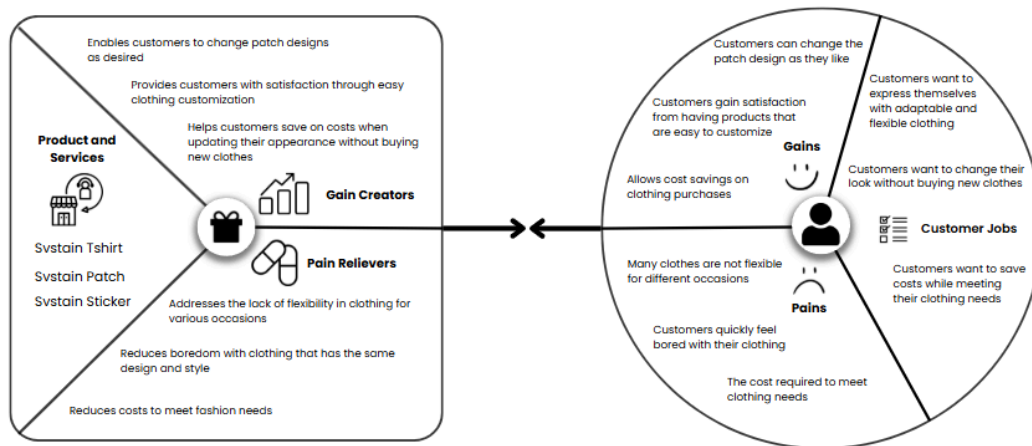 Enables customers to change patch designs
as desired
Provides customers with satisfaction through easy
clothing customization
Helps customers save on costs when
updating their appearance without buying
new clothes
Product and
Services
Gain Creators
Svstain Tshirt
Svstain Patch
Svstain Sticker
Pain Relievers
Addresses the lack of flexibility in clothing for
various occasions
Reduces boredom with clothing that has the same
design and style
Reduces costs to meet fashion needs
Customers can change the
patch design as they like
Customers gain satisfaction
from having products that
are easy to customize
Gains
Allows cost savings on
clothing purchases
Customers want to
express themselves
with adaptable and
flexible clothing
Customers want to change their
look without buying new clothes
Customer Jobs
Customers want to save
costs while meeting
their clothing needs
Many clothes are not flexible
for different occasions
Pains
Customers quickly feel
bored with their clothing
The cost required to meet
clothing needs